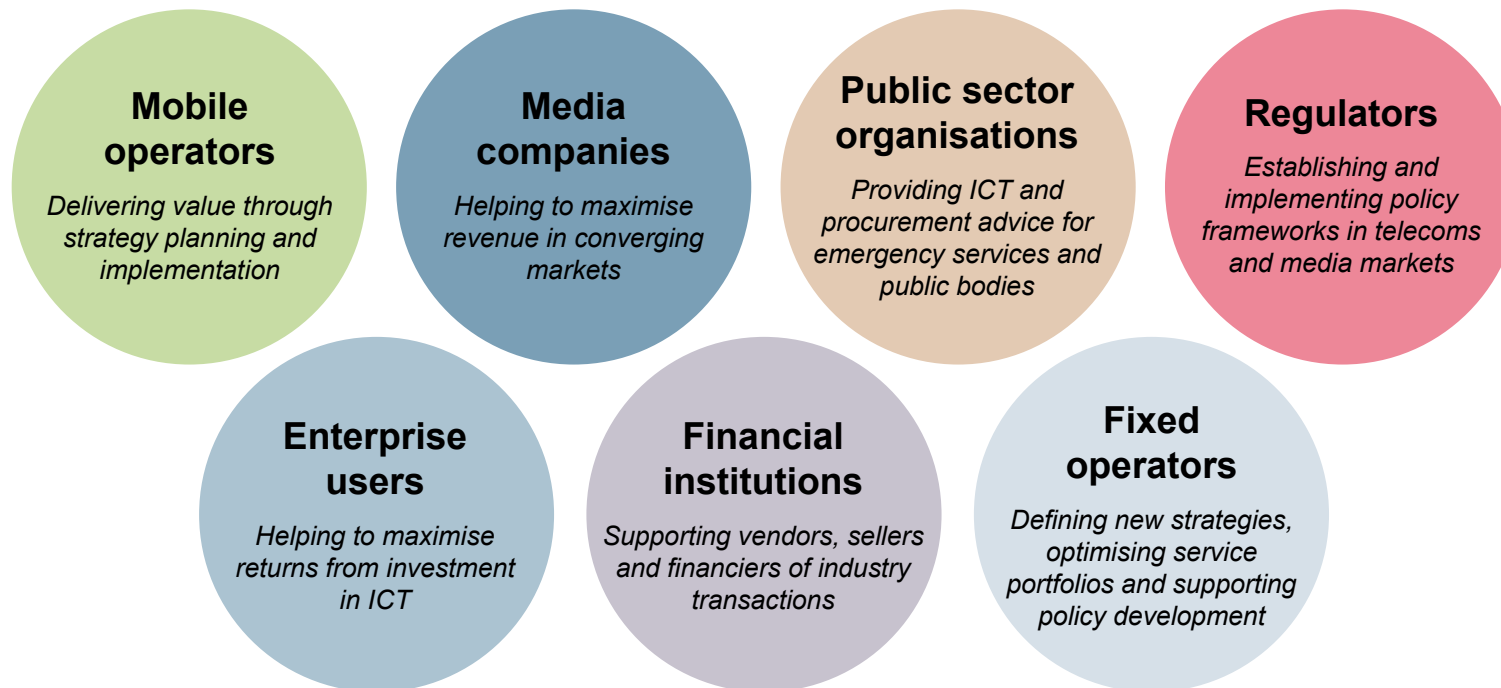 Mobile
operators
Delivering value through
strategy planning and
implementation
Media
companies
Helping to maximise
revenue in converging
markets
Public sector
organisations
Providing ICT and
procurement advice for
emergency services and
public bodies
Regulators
Establishing and
implementing policy
frameworks in telecoms
and media markets
Enterprise
users
Helping to maximise
returns from investment
in ICT
Financial
institutions
Supporting vendors, sellers
and financiers of industry
transactions
Fixed
operators
Defining new strategies,
optimising service
portfolios and supporting
policy development